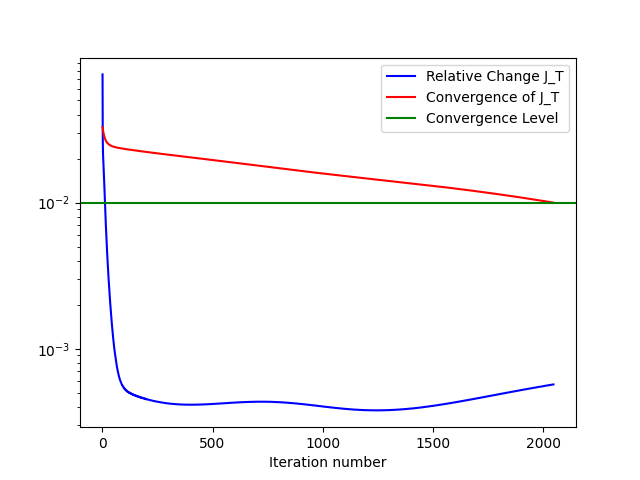 Relative Change J_T
Convergence of J_T
Convergence Level
10⁻²
10⁻³
0 500 1000 1500 2000
Iteration number